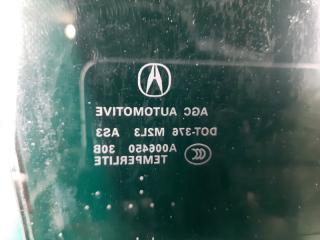 AGC AUTOMOTIVE
DOT-376 M2L3 AS3
A006450 30B
TEMPERLITE